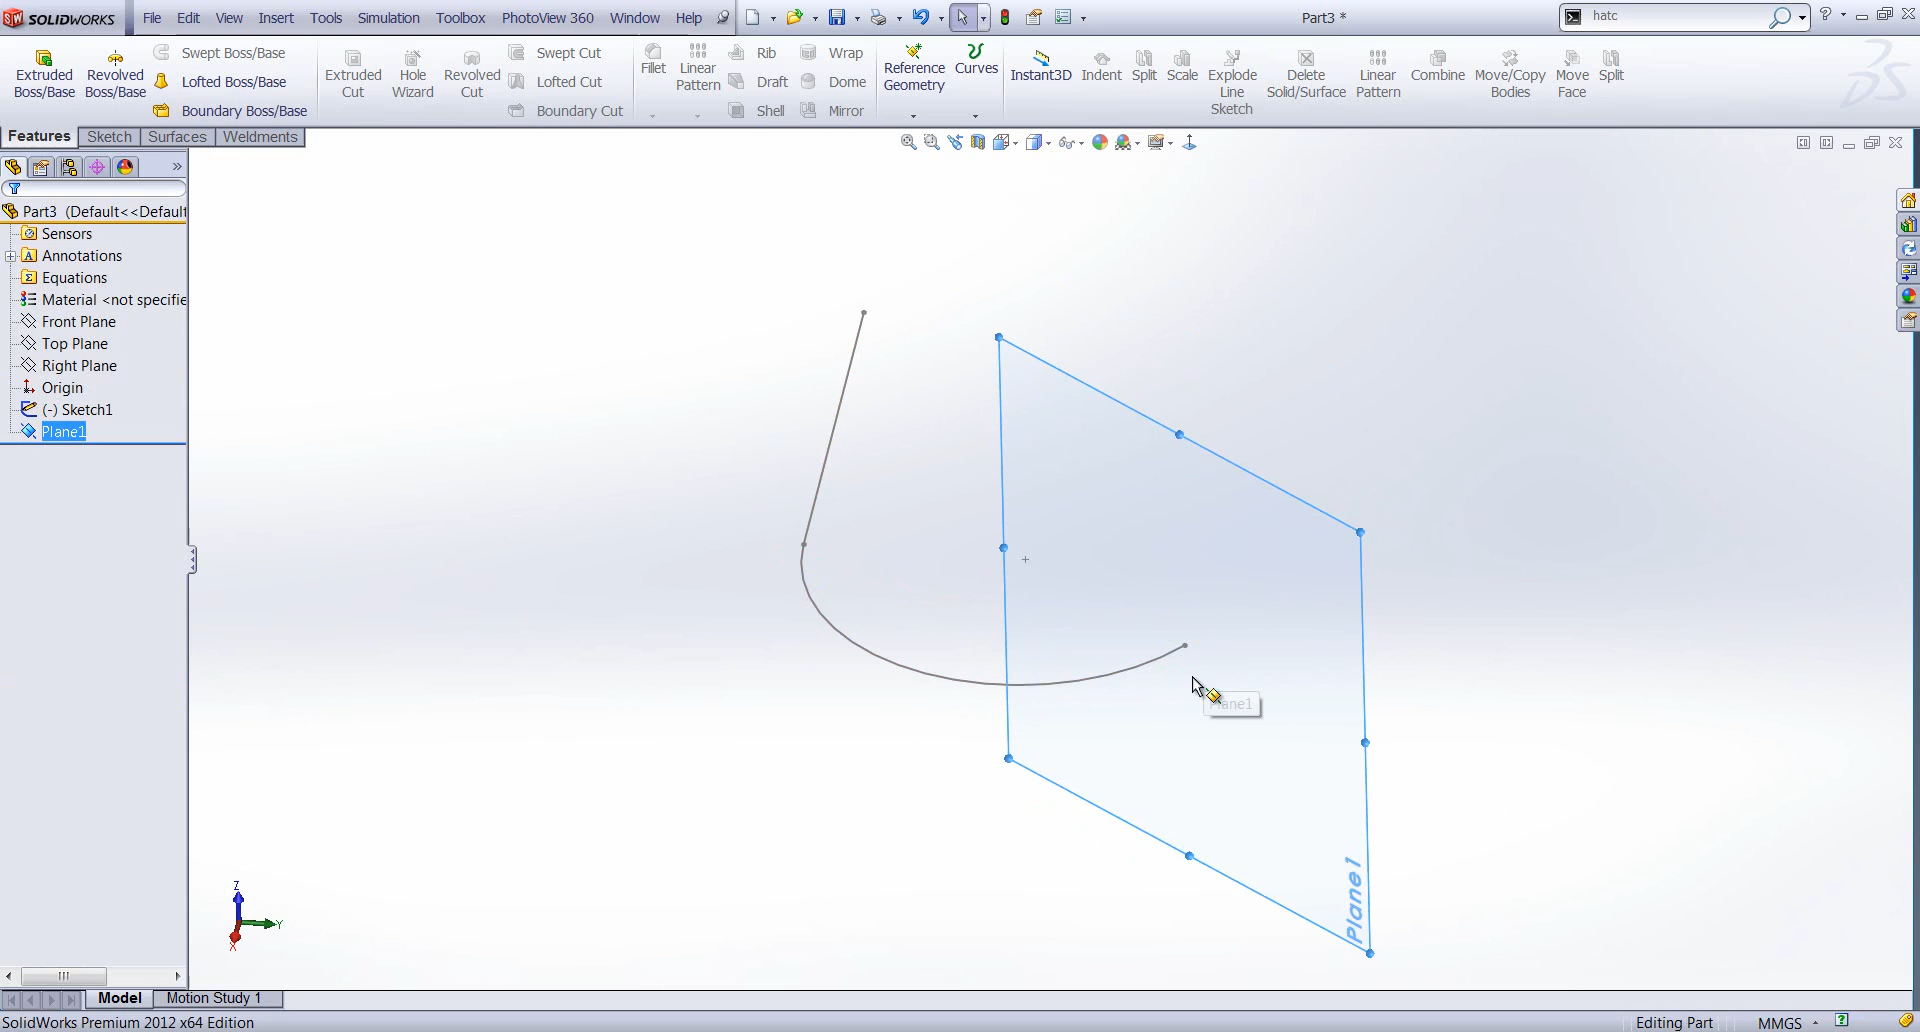 SOLIDWORKS File Edit View Insert Tools Simulation Toolbox PhotoView 360 Window Help Part3 * hatc
Extruded Boss/Base
Revolved Boss/Base
Swept Boss/Base
Lofted Boss/Base
Boundary Boss/Base
Extruded Cut
Hole Wizard
Revolved Cut
Swept Cut
Lofted Cut
Boundary Cut
Fillet
Linear Pattern
Rib
Draft
Shell
Wrap
Dome
Mirror
Reference Geometry
Curves
Instant3D
Indent
Split
Scale
Explode Line Sketch
Delete Solid/Surface
Linear Pattern
Combine
Move/Copy Bodies
Move Face
Split
Features Sketch Surfaces Weldments
Part3 (Default<<Default
Sensors
Annotations
Equations
Material <not specifie
Front Plane
Top Plane
Right Plane
Origin
(-) Sketch1
Plane1
Plane1
Plane1
Z
Y
X
Model Motion Study 1
SolidWorks Premium 2012 x64 Edition Editing Part MMGS